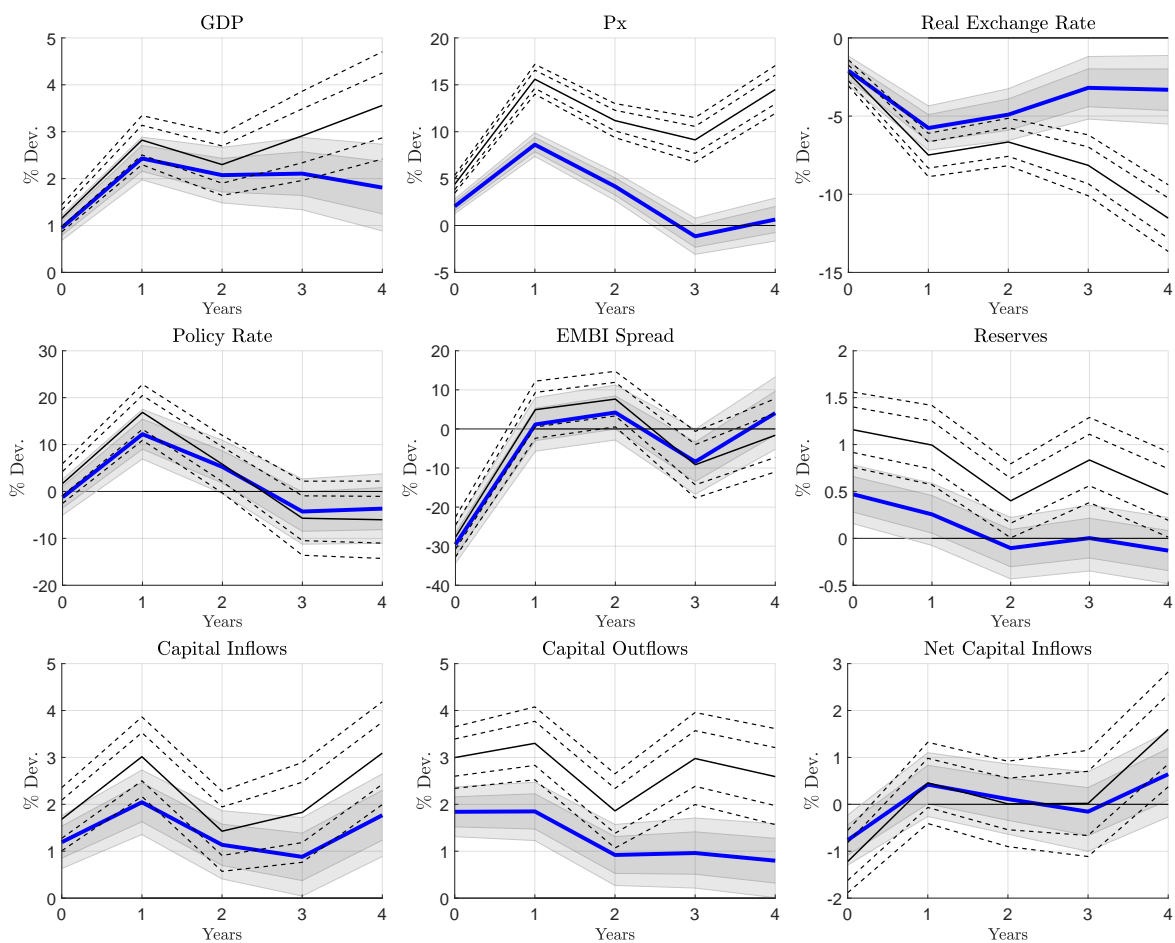 GDP
Px
Real Exchange Rate
5
4
3
2
1
0
% Dev.
0 1 2 3 4
Years
20
15
10
5
0
-5
% Dev.
0 1 2 3 4
Years
0
-5
-10
-15
% Dev.
0 1 2 3 4
Years
Policy Rate
EMBI Spread
Reserves
30
20
10
0
-10
-20
% Dev.
0 1 2 3 4
Years
20
10
0
-10
-20
-30
-40
% Dev.
0 1 2 3 4
Years
2
1.5
1
0.5
0
-0.5
% Dev.
0 1 2 3 4
Years
Capital Inflows
Capital Outflows
Net Capital Inflows
5
4
3
2
1
0
% Dev.
0 1 2 3 4
Years
5
4
3
2
1
0
% Dev.
0 1 2 3 4
Years
3
2
1
0
-1
-2
% Dev.
0 1 2 3 4
Years